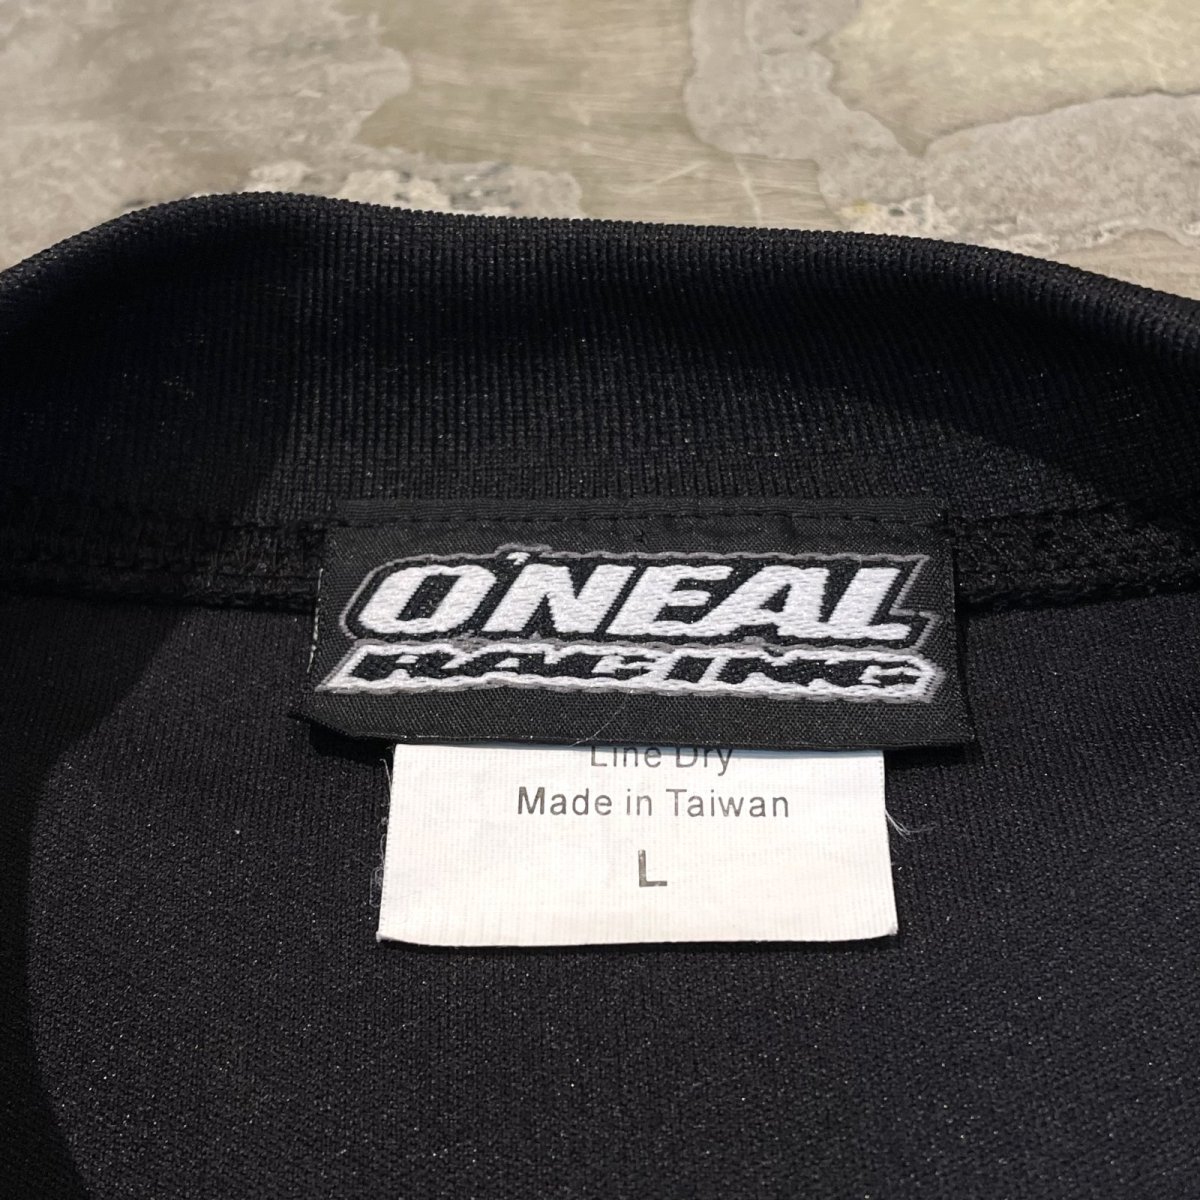 O'NEAL
RACING
Line Dry
Made in Taiwan
L